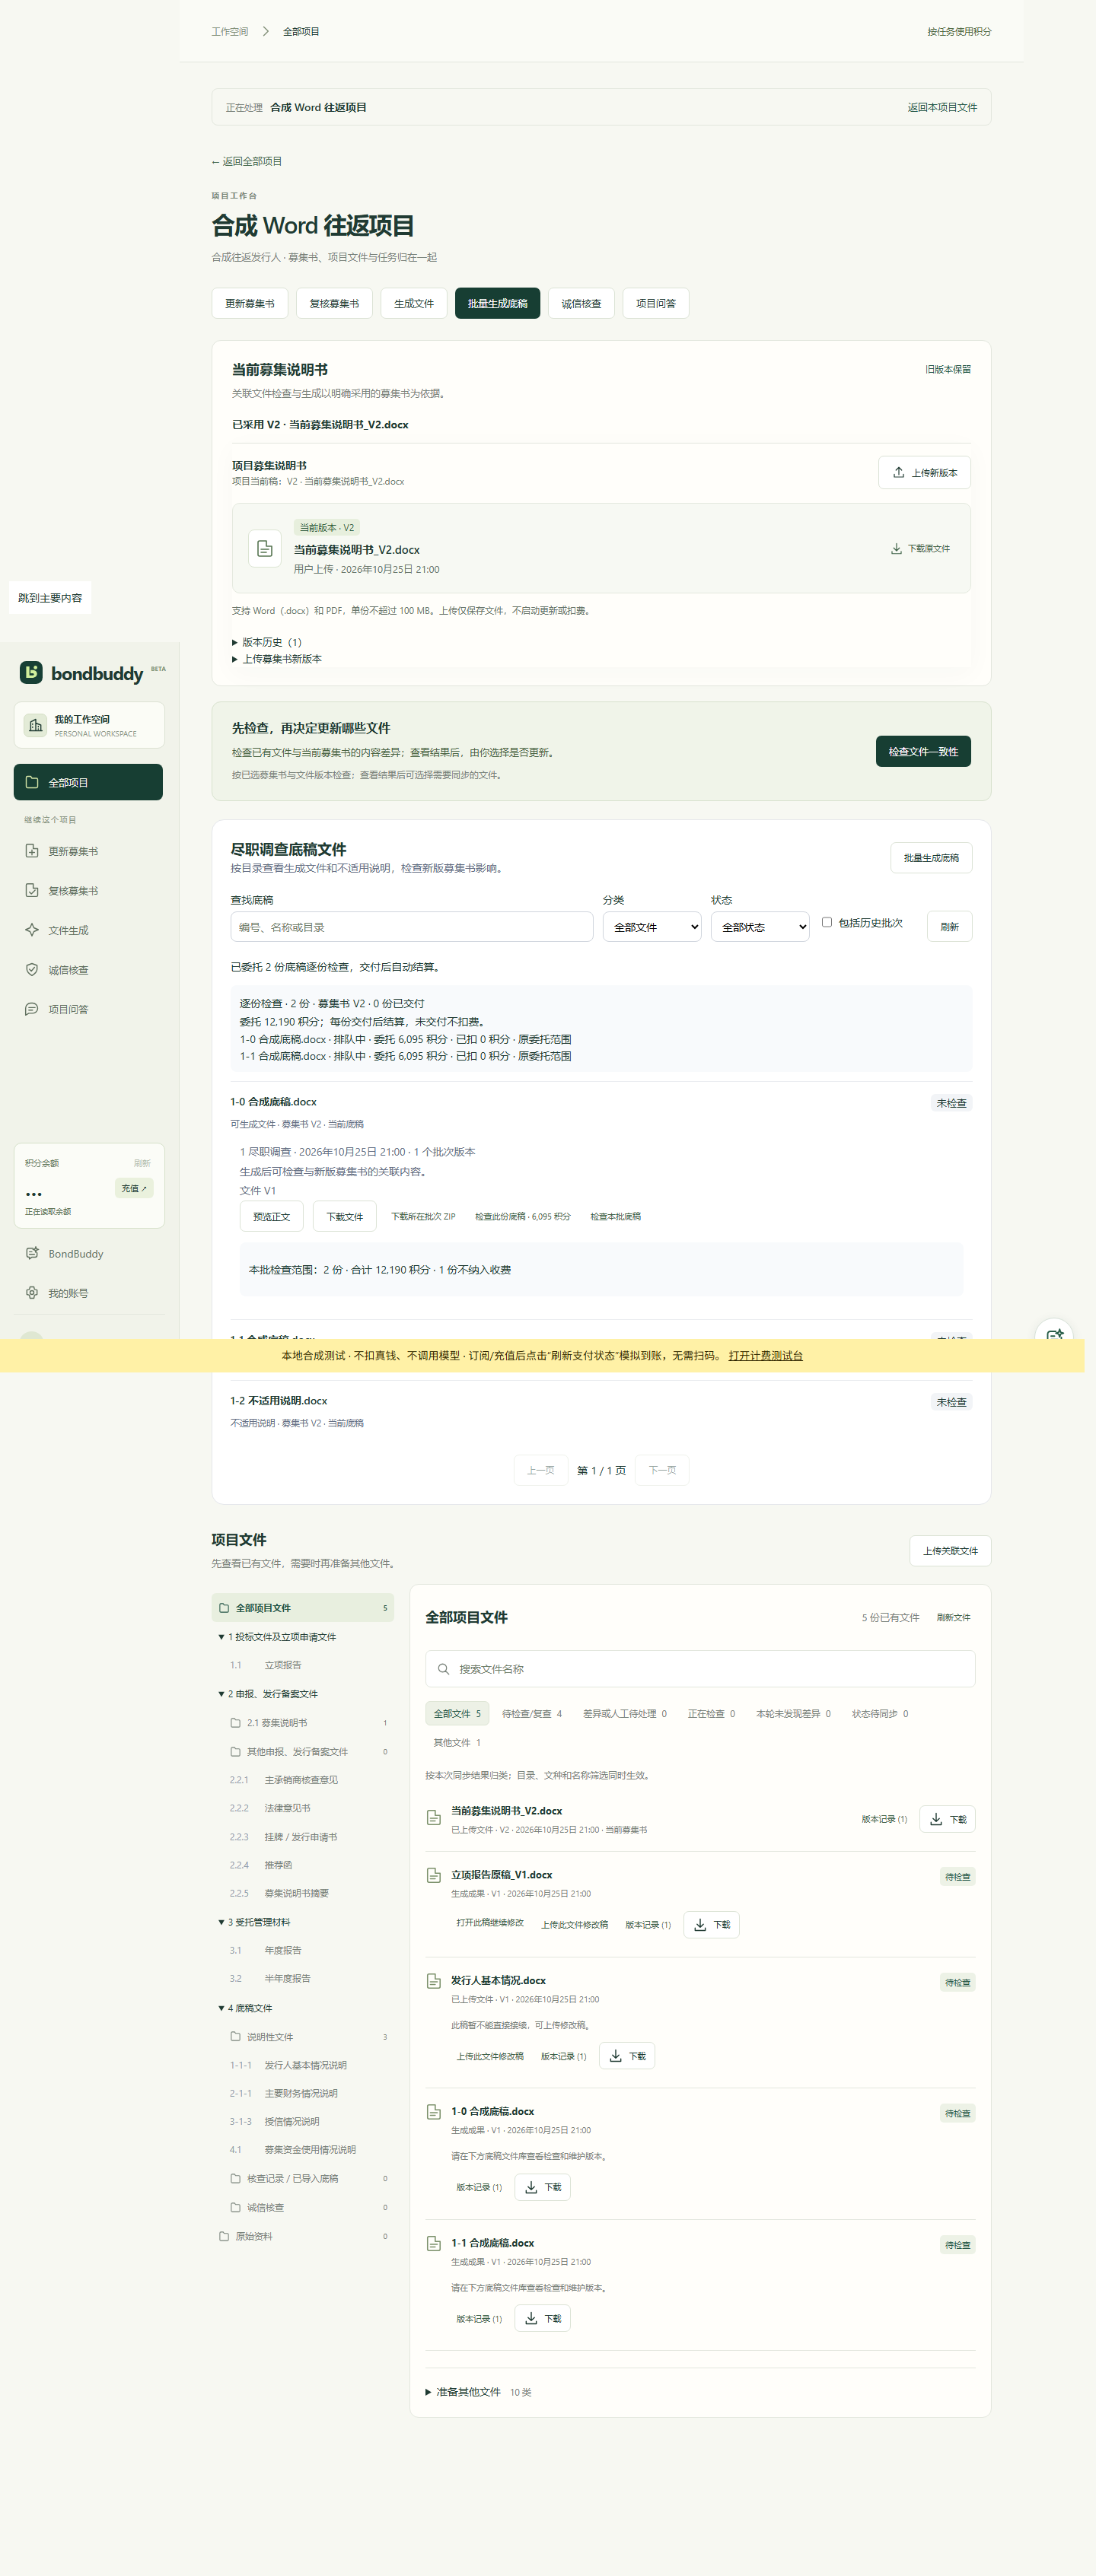 工作空间 > 全部项目
按任务使用积分
正在处理 合成 Word 往返项目
返回本项目文件
← 返回全部项目
项目工作台
合成 Word 往返项目
合成往返发行人 · 募集书、项目文件与任务归在一起
更新募集书
复核募集书
生成文件
批量生成底稿
诚信核查
项目问答
当前募集说明书
旧版本保留
关联文件检查与生成以明确采用的募集书为依据。
已采用 V2 · 当前募集说明书_V2.docx
项目募集说明书
项目当前稿：V2 · 当前募集说明书_V2.docx
上传新版本
当前版本 · V2
当前募集说明书_V2.docx
用户上传 · 2026年10月25日 21:00
下载原文件
支持 Word（.docx）和 PDF，单份不超过 100 MB。上传仅保存文件，不启动更新或扣费。
▶ 版本历史（1）
▶ 上传募集书新版本
跳到主要内容
bondbuddy BETA
我的工作空间
PERSONAL WORKSPACE
全部项目
继续这个项目
更新募集书
复核募集书
文件生成
诚信核查
项目问答
积分余额
刷新
...
充值 ↗
正在读取余额
BondBuddy
我的账号
先检查，再决定更新哪些文件
检查已有文件与当前募集书的内容差异；查看结果后，由你选择是否更新。
按已选募集书与文件版本检查；查看结果后可选择需要同步的文件。
检查文件一致性
尽职调查底稿文件
按目录查看生成文件和不适用说明，检查新版募集书影响。
批量生成底稿
查找底稿
分类
状态
编号、名称或目录
全部文件
全部状态
包括历史批次
刷新
已委托 2 份底稿逐份检查，交付后自动结算。
逐份检查 · 2 份 · 募集书 V2 · 0 份已交付
委托 12,190 积分；每份交付后结算，未交付不扣费。
1-0 合成底稿.docx · 排队中 · 委托 6,095 积分 · 已扣 0 积分 · 原委托范围
1-1 合成底稿.docx · 排队中 · 委托 6,095 积分 · 已扣 0 积分 · 原委托范围
1-0 合成底稿.docx
未检查
可生成文件 · 募集书 V2 · 当前底稿
1 尽职调查 · 2026年10月25日 21:00 · 1 个批次版本
生成后可检查与新版募集书的关联内容。
文件 V1
预览正文
下载文件
下载所在批次 ZIP
检查此份底稿 · 6,095 积分
检查本批底稿
本批检查范围：2 份 · 合计 12,190 积分 · 1 份不纳入收费
本地合成测试 · 不扣真钱、不调用模型 · 订阅/充值后点击“刷新支付状态”模拟到账，无需扫码。 打开计费测试台
1-2 不适用说明.docx
未检查
不适用说明 · 募集书 V2 · 当前底稿
上一页
第 1 / 1 页
下一页
项目文件
先查看已有文件，需要时再准备其他文件。
上传关联文件
全部项目文件 5
▼ 1 投标文件及立项申请文件
1.1 立项报告
▼ 2 申报、发行备案文件
2.1 募集说明书 1
其他申报、发行备案文件 0
2.2.1 主承销商核查意见
2.2.2 法律意见书
2.2.3 挂牌 / 发行申请书
2.2.4 推荐函
2.2.5 募集说明书摘要
▼ 3 受托管理材料
3.1 年度报告
3.2 半年度报告
▼ 4 底稿文件
说明性文件 3
1-1-1 发行人基本情况说明
2-1-1 主要财务情况说明
3-1-3 授信情况说明
4.1 募集资金使用情况说明
核查记录 / 已导入底稿 0
诚信核查 0
原始资料 0
全部项目文件
5 份已有文件
刷新文件
搜索文件名称
全部文件 5
待检查/复查 4
差异或人工待处理 0
正在检查 0
本轮未发现差异 0
状态待同步 0
其他文件 1
按本次同步结果归类；目录、文种和名称筛选同时生效。
当前募集说明书_V2.docx
已上传文件 · V2 · 2026年10月25日 21:00 · 当前募集书
版本记录 (1)
下载
立项报告原稿_V1.docx
待检查
生成成果 · V1 · 2026年10月25日 21:00
打开此稿继续修改
上传此文件修改稿
版本记录 (1)
下载
发行人基本情况.docx
待检查
已上传文件 · V1 · 2026年10月25日 21:00
此稿暂不能直接接续，可上传修改稿。
上传此文件修改稿
版本记录 (1)
下载
1-0 合成底稿.docx
待检查
生成成果 · V1 · 2026年10月25日 21:00
请在下方底稿文件库查看检查和维护版本。
版本记录 (1)
下载
1-1 合成底稿.docx
待检查
生成成果 · V1 · 2026年10月25日 21:00
请在下方底稿文件库查看检查和维护版本。
版本记录 (1)
下载
▶ 准备其他文件 10 类